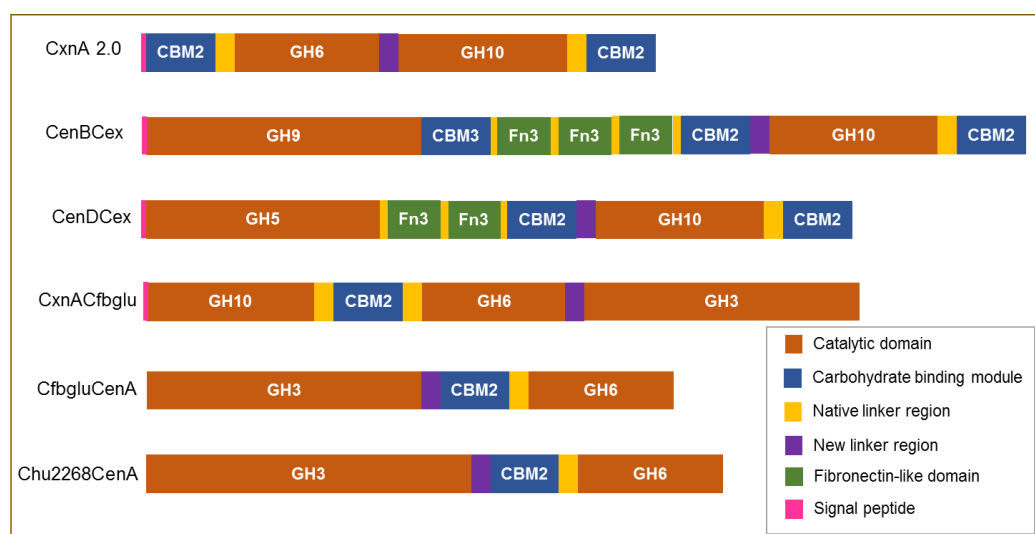 CxnA 2.0
CBM2 GH6 GH10 CBM2
CenBCex
GH9 CBM3 Fn3 Fn3 Fn3 CBM2 GH10 CBM2
CenDCex
GH5 Fn3 Fn3 CBM2 GH10 CBM2
CxnACfbglu
GH10 CBM2 GH6 GH3
CfbgluCenA
GH3 CBM2 GH6
Chu2268CenA
GH3 CBM2 GH6
Catalytic domain
Carbohydrate binding module
Native linker region
New linker region
Fibronectin-like domain
Signal peptide